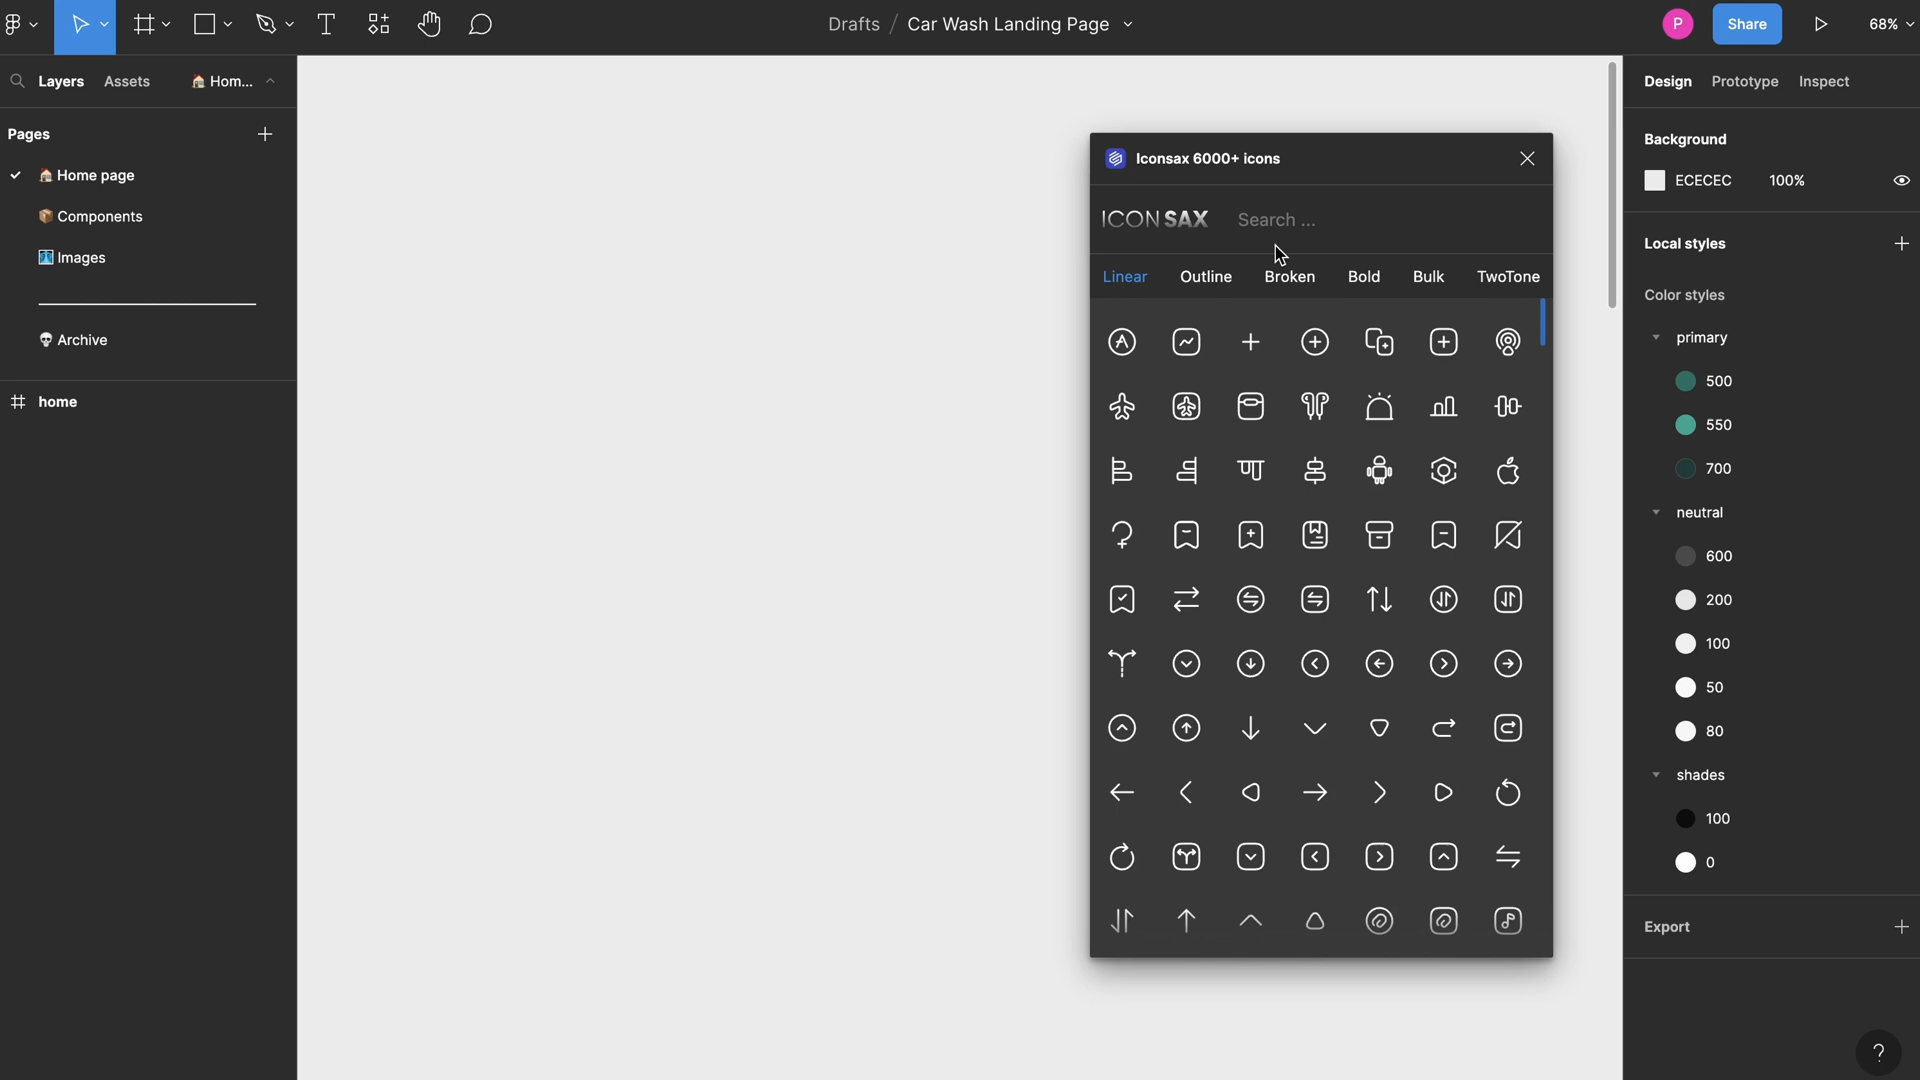 Drafts / Car Wash Landing Page
P
Share
68%
Layers
Assets
Hom...
Pages
Home page
Components
Images
Archive
home
Iconsax 6000+ icons
ICONSAX
Search ...
Linear
Outline
Broken
Bold
Bulk
TwoTone
Design
Prototype
Inspect
Background
ECECEC
100%
Local styles
Color styles
primary
500
550
700
neutral
600
200
100
50
80
shades
100
0
Export
?